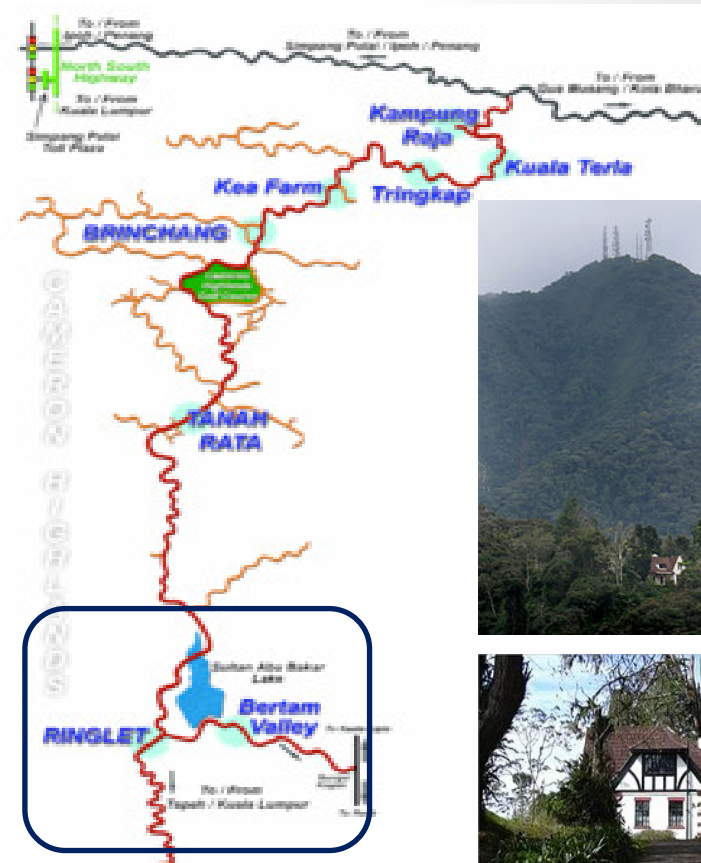 To / From
Ipoh / Penang
To / From
Simpang Pulai / Ipoh / Penang
North South
Highway
To / From
Gua Musang / Kota Bharu
To / From
Kuala Lumpur
Simpang Pulai
Toll Plaza
Kampung
Raja
Kuala Terla
Kea Farm
Tringkap
BRINCHANG
CAMERON HIGHLANDS
TANAH
RATA
Sultan Abu Bakar
Lake
Bertam
Valley
RINGLET
To / From
Tapah / Kuala Lumpur